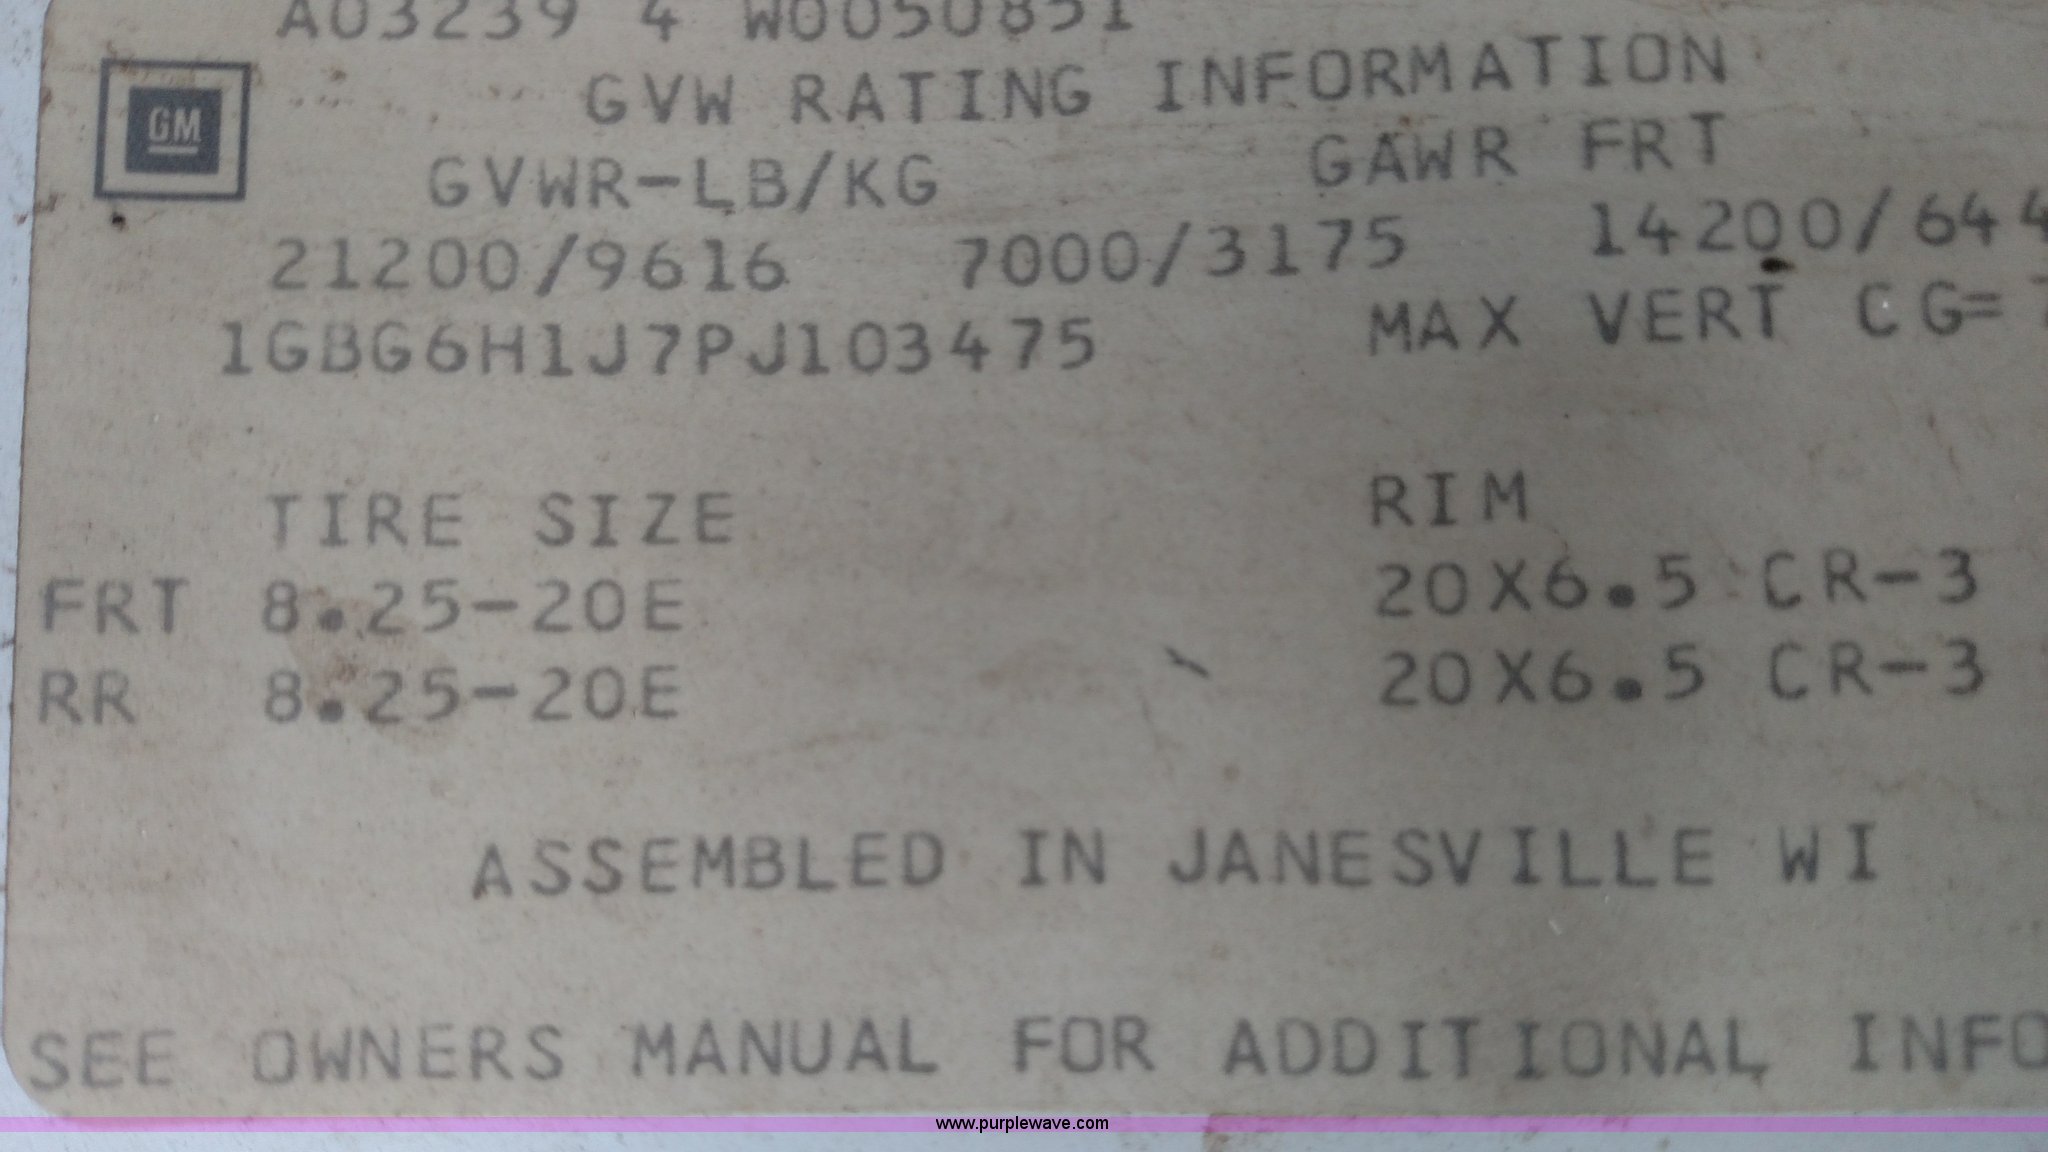 A03239 4 W0050851
GM
GVW RATING INFORMATION
GVWR-LB/KG GAWR FRT
21200/9616 7000/3175 14200/644
1GBG6H1J7PJ103475 MAX VERT CG=
TIRE SIZE RIM
FRT 8.25-20E 20X6.5 CR-3
RR 8.25-20E 20X6.5 CR-3
ASSEMBLED IN JANESVILLE WI
SEE OWNERS MANUAL FOR ADDITIONAL INFO
www.purplewave.com